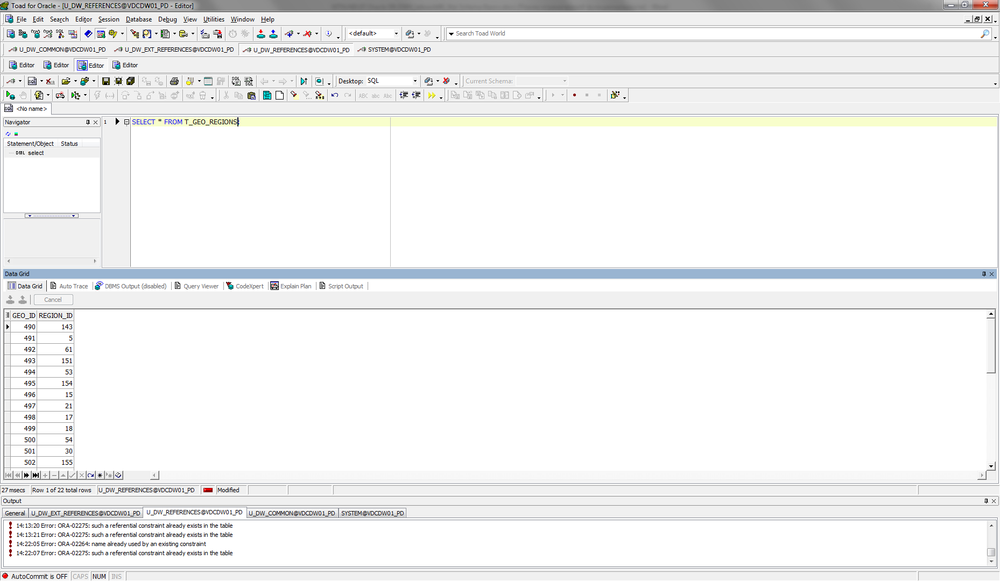 Toad for Oracle - [U_DW_REFERENCES@VDCDW01_PD - Editor]
File Edit Search Editor Session Database Debug View Utilities Window Help
<default> Search Toad World
U_DW_COMMON@VDCDW01_PD U_DW_EXT_REFERENCES@VDCDW01_PD U_DW_REFERENCES@VDCDW01_PD SYSTEM@VDCDW01_PD
Editor Editor Editor Editor
Desktop: SQL Current Schema:
<No name>
Navigator
1 SELECT * FROM T_GEO_REGIONS;
Statement/Object Status
DML select
Data Grid
Data Grid Auto Trace DBMS Output (disabled) Query Viewer CodeXpert Explain Plan Script Output
Cancel
GEO_ID REGION_ID
490 143
491 5
492 61
493 151
494 53
495 154
496 15
497 21
498 17
499 18
500 54
501 30
502 155
27 msecs Row 1 of 22 total rows U_DW_REFERENCES@VDCDW01_PD Modified
Output
General U_DW_EXT_REFERENCES@VDCDW01_PD U_DW_REFERENCES@VDCDW01_PD U_DW_COMMON@VDCDW01_PD SYSTEM@VDCDW01_PD
14:13:20 Error: ORA-02275: such a referential constraint already exists in the table
14:13:21 Error: ORA-02275: such a referential constraint already exists in the table
14:22:05 Error: ORA-02264: name already used by an existing constraint
14:22:07 Error: ORA-02275: such a referential constraint already exists in the table
AutoCommit is OFF CAPS NUM INS